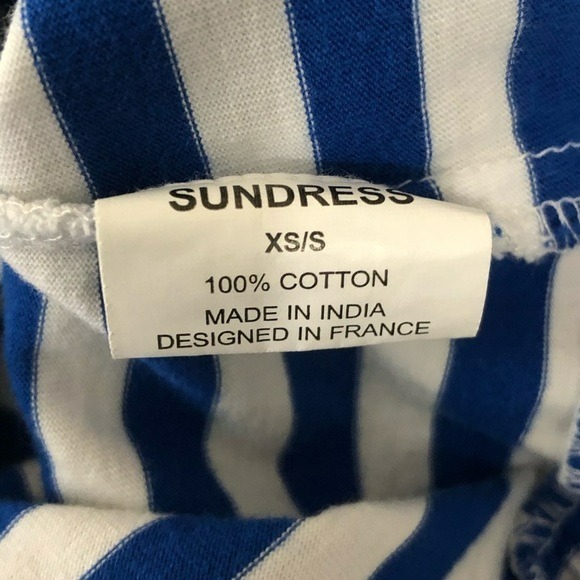 SUNDRESS
XS/S
100% COTTON
MADE IN INDIA
DESIGNED IN FRANCE